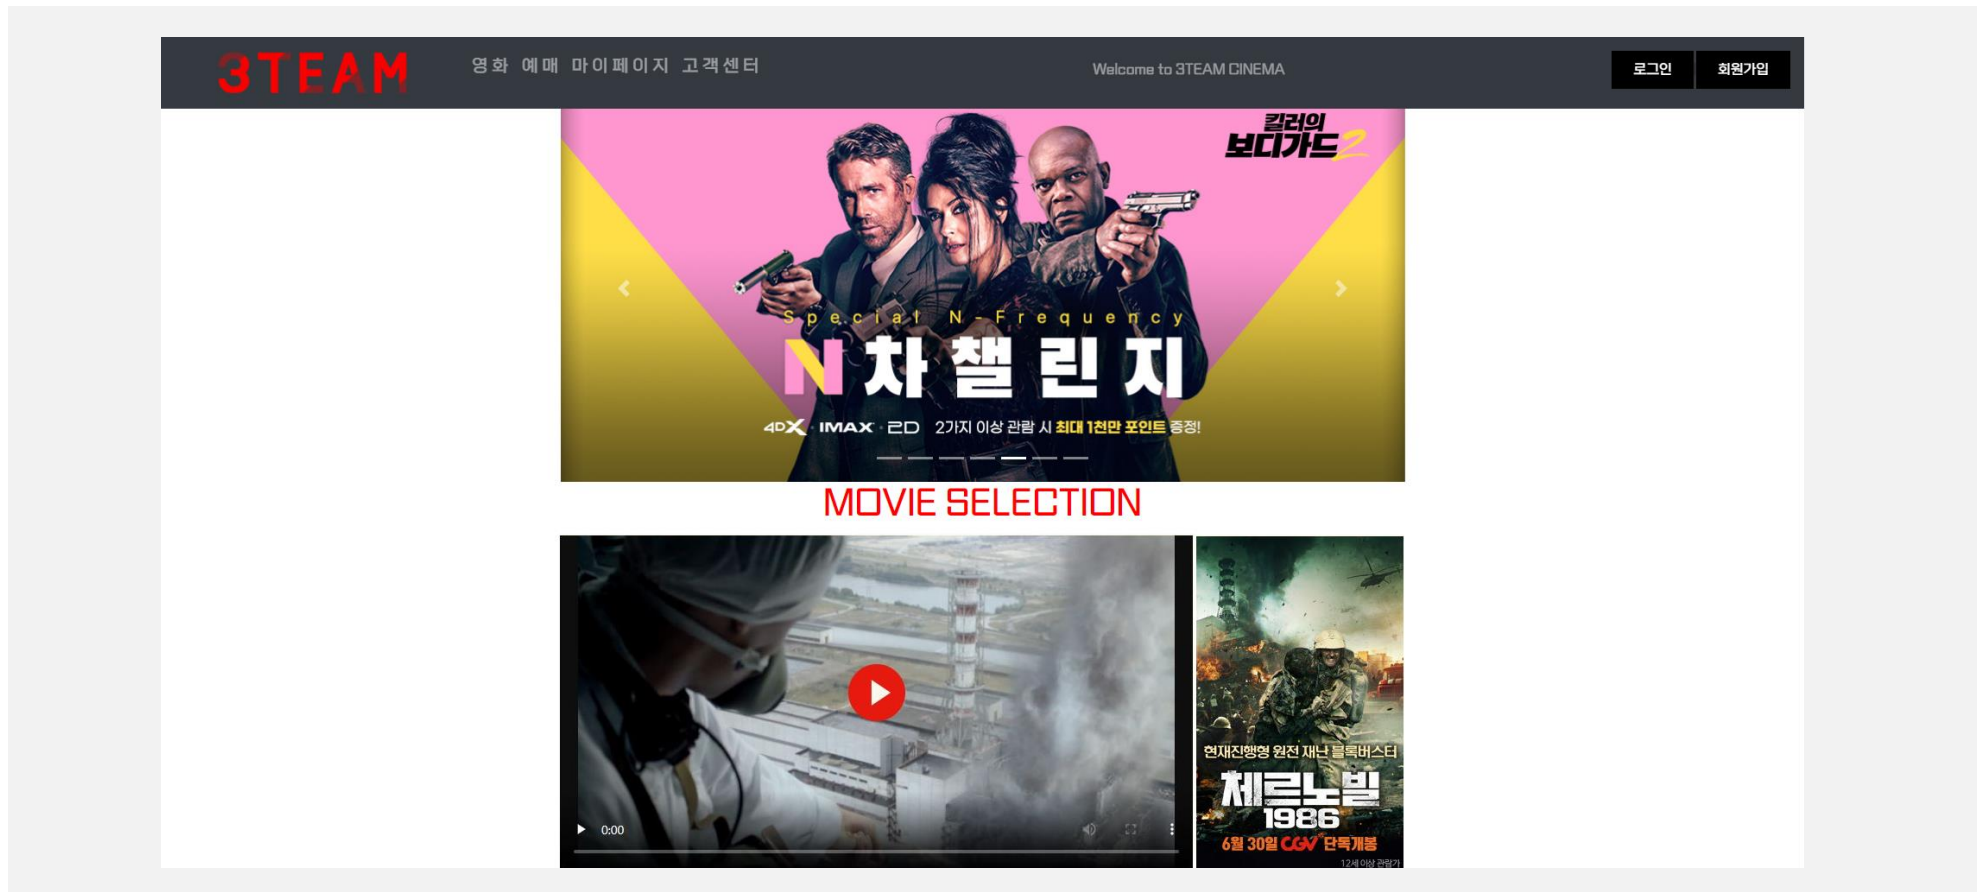 3TEAM
영화 예매 마이페이지 고객센터
Welcome to 3TEAM CINEMA
로그인
회원가입
킬러의
보디가드2
Special N-Frequency
N차챌린지
4DX · IMAX · 2D 2가지 이상 관람 시 최대 1천만 포인트 증정!
MOVIE SELECTION
0:00
현재진행형 원전 재난 블록버스터
체르노빌
1986
6월 30일 CGV 단독개봉
12세 이상 관람가